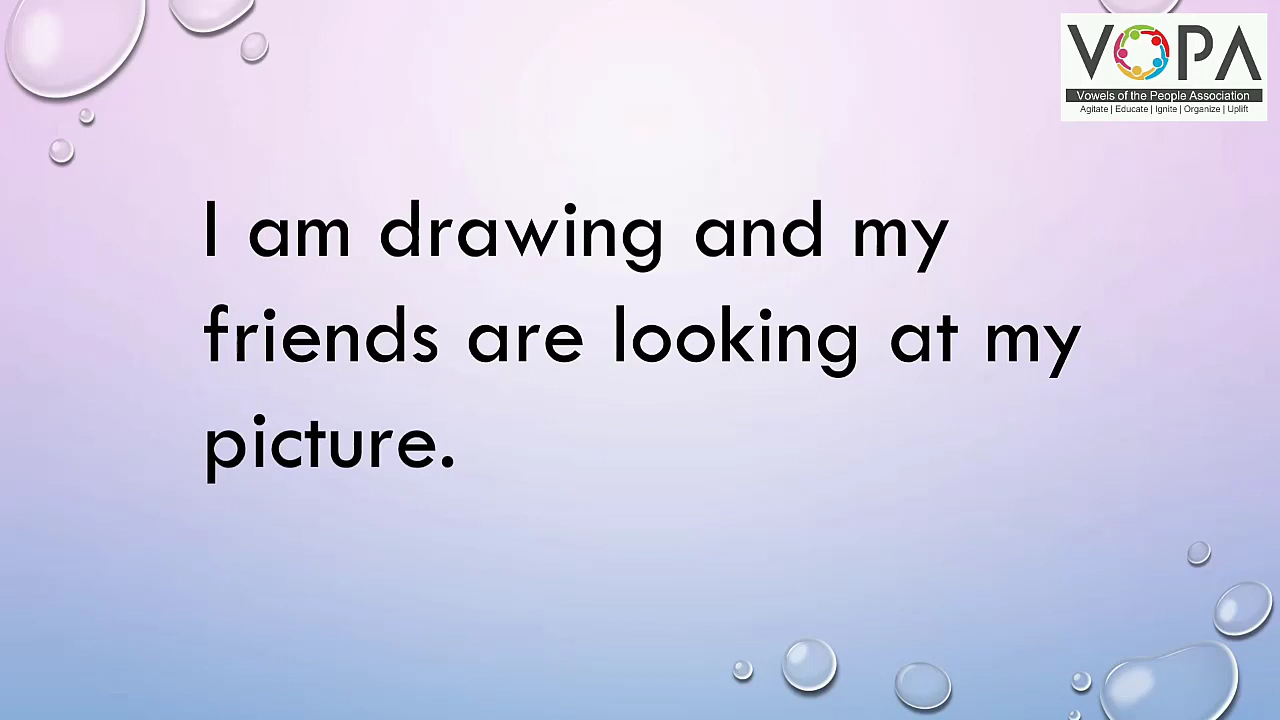 VOPA
Vowels of the People Association
Agitate | Educate | Ignite | Organize | Uplift
I am drawing and my
friends are looking at my
picture.